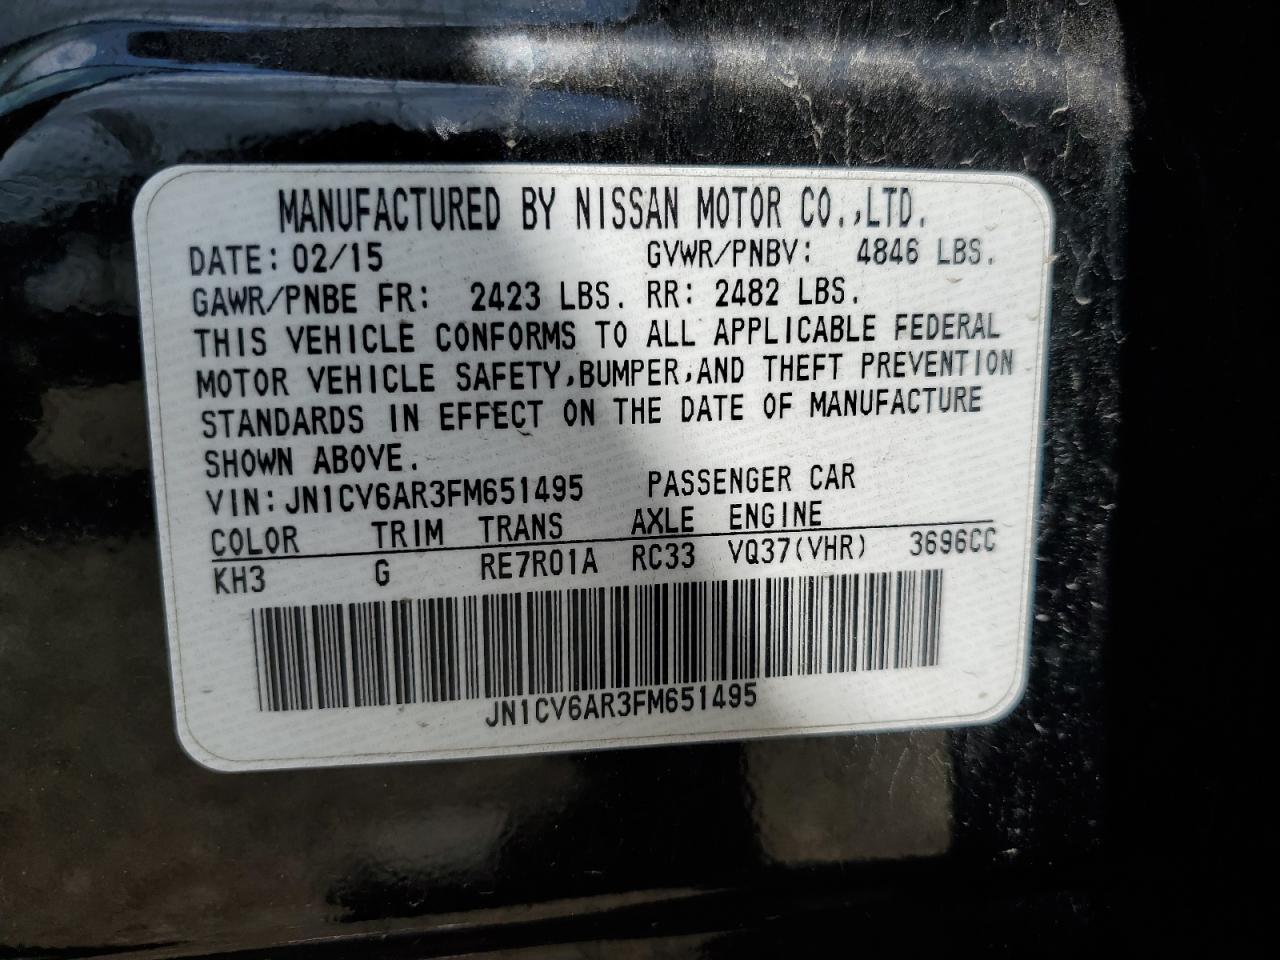 MANUFACTURED BY NISSAN MOTOR CO.,LTD.
DATE: 02/15 GVWR/PNBV: 4846 LBS.
GAWR/PNBE FR: 2423 LBS. RR: 2482 LBS.
THIS VEHICLE CONFORMS TO ALL APPLICABLE FEDERAL
MOTOR VEHICLE SAFETY,BUMPER,AND THEFT PREVENTION
STANDARDS IN EFFECT ON THE DATE OF MANUFACTURE
SHOWN ABOVE.
VIN: JN1CV6AR3FM651495 PASSENGER CAR
COLOR TRIM TRANS AXLE ENGINE
KH3 G RE7R01A RC33 VQ37(VHR) 3696CC
JN1CV6AR3FM651495